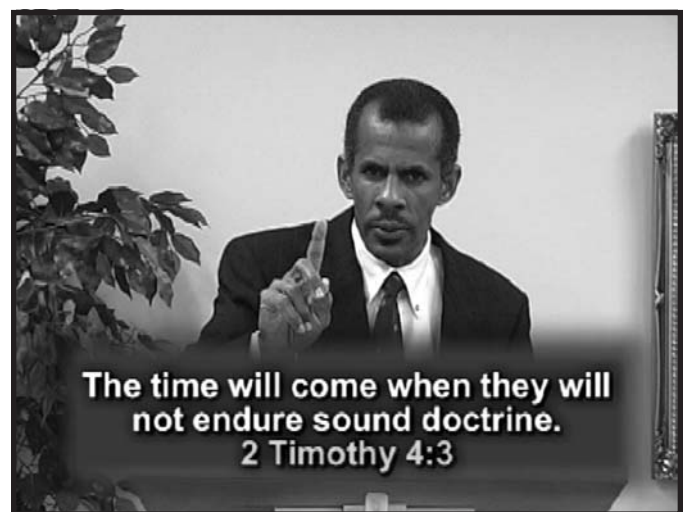 The time will come when they will
not endure sound doctrine.
2 Timothy 4:3